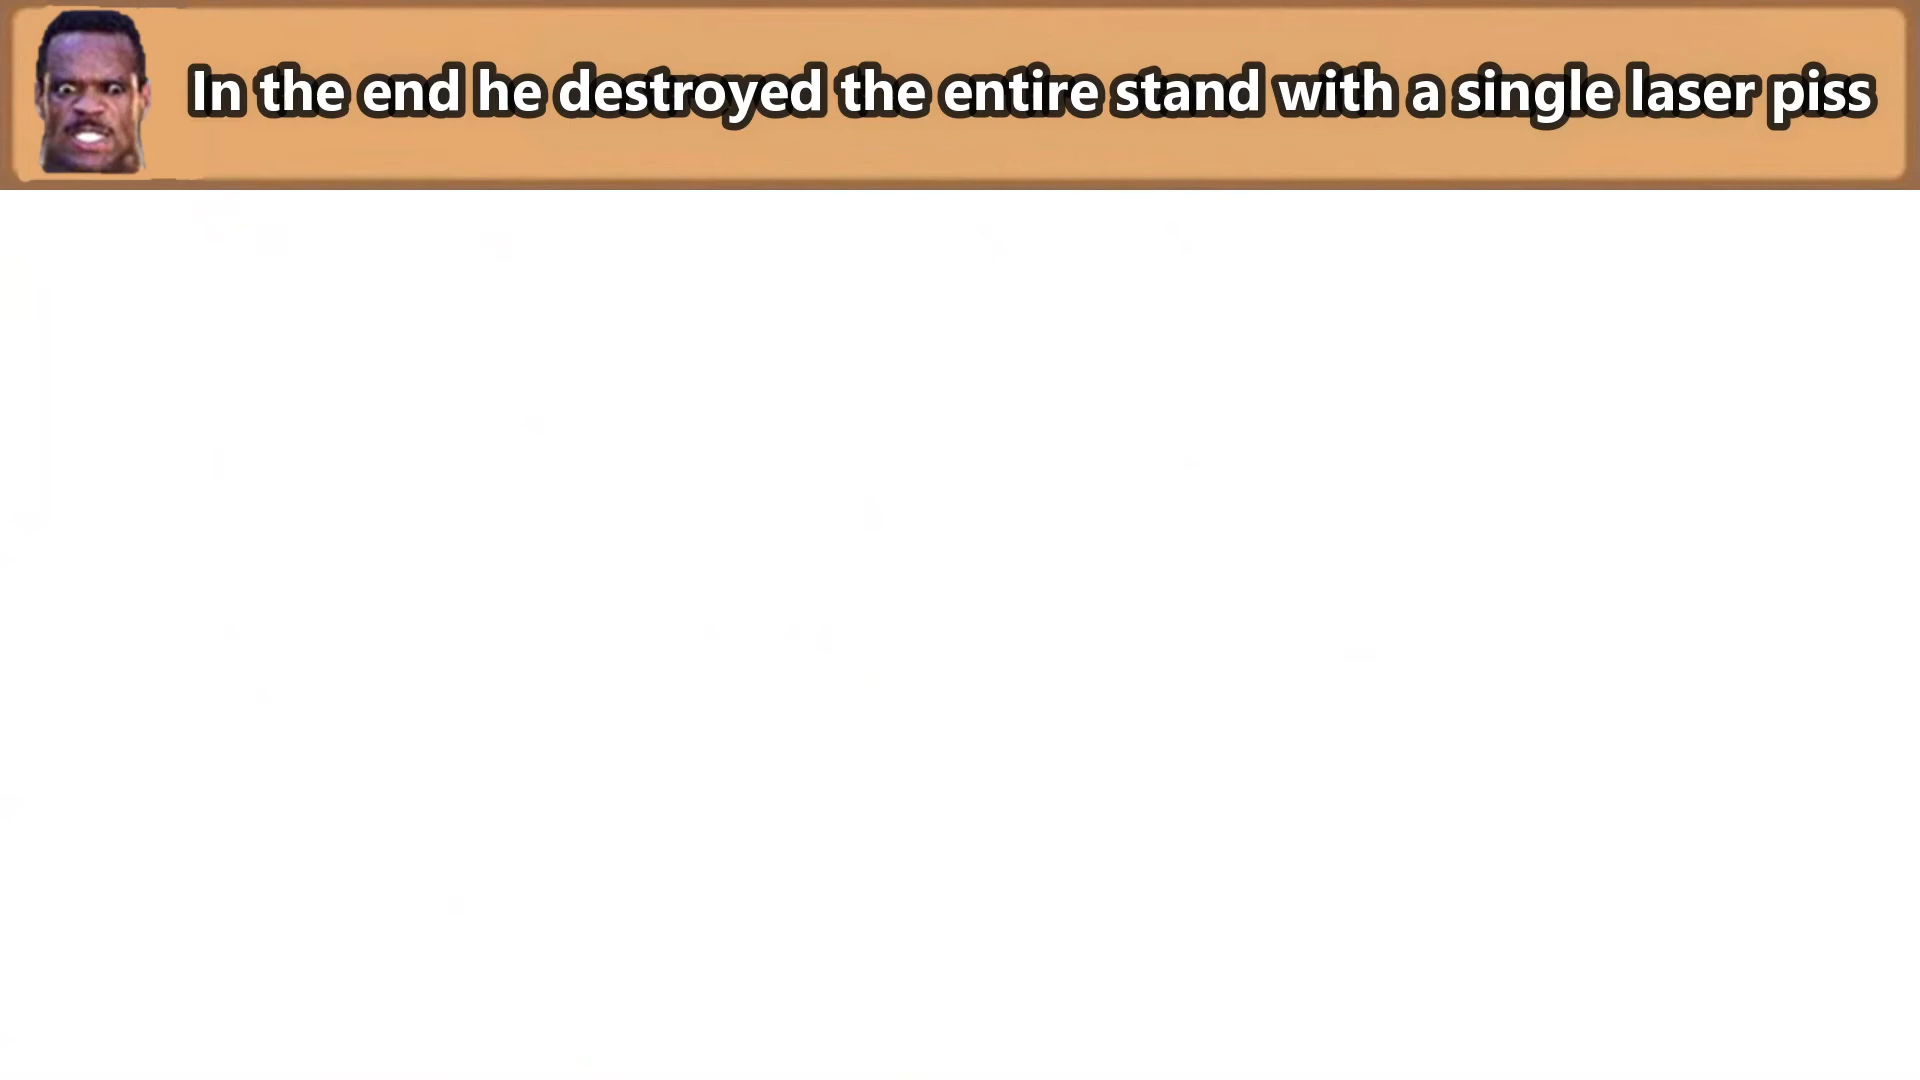 In the end he destroyed the entire stand with a single laser piss